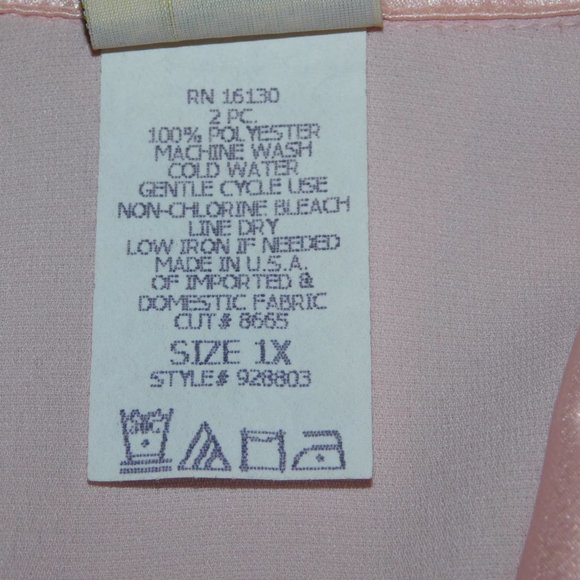 RN 16130
2 PC.
100% POLYESTER
MACHINE WASH
COLD WATER
GENTLE CYCLE USE
NON-CHLORINE BLEACH
LINE DRY
LOW IRON IF NEEDED
MADE IN U.S.A.
OF IMPORTED &
DOMESTIC FABRIC
CUT# 8665
SIZE 1X
STYLE# 928803